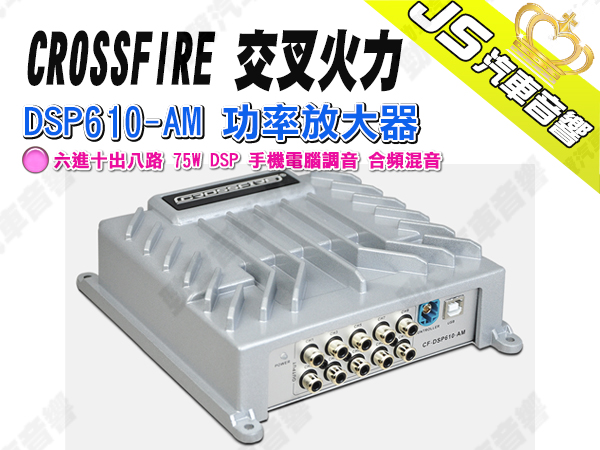 CROSSFIRE 交叉火力
JS汽車音響
DSP610-AM 功率放大器
六進十出八路 75W DSP 手機電腦調音 合頻混音
CROSSFIRE
POWER
USB
CF-DSP610-AM